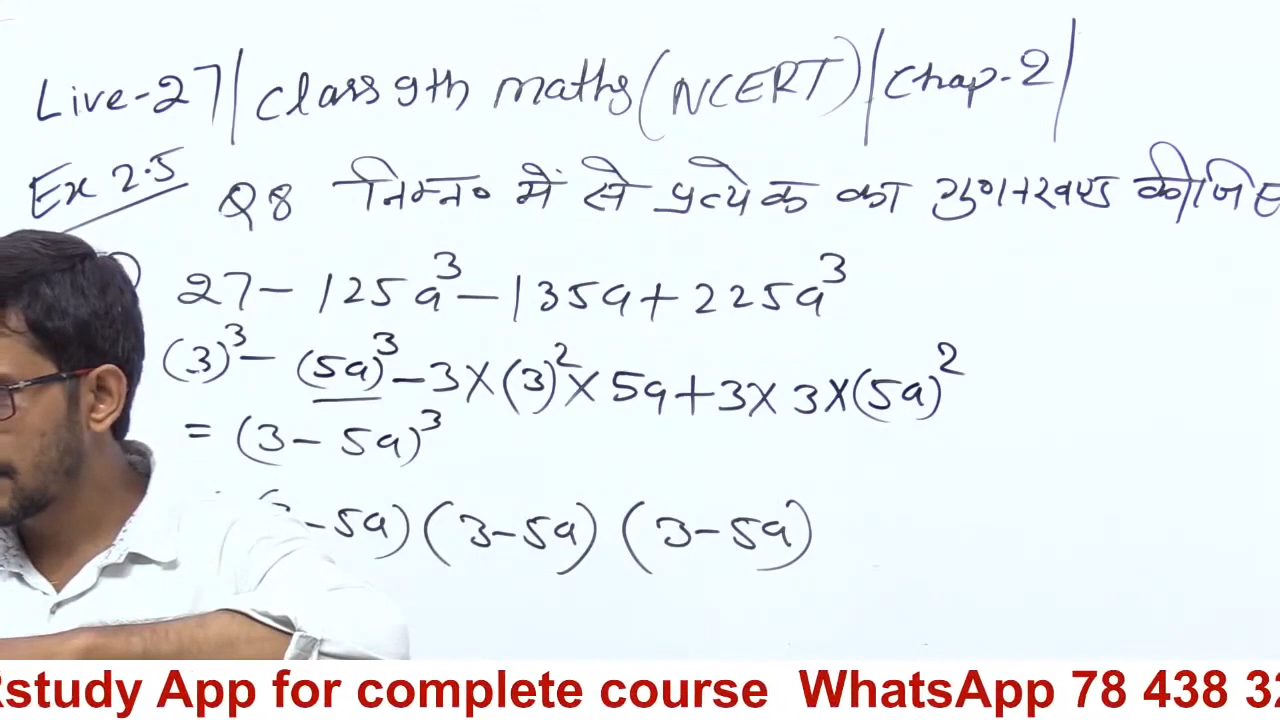 Live-27 | Class 9th maths (NCERT) | Chap-2 |
Ex 2.5
Q8 निम्न० में से प्रत्येक का गुणनखण्ड कीजिए
27 - 125a³ - 135a + 225a³
(3)³ - (5a)³ - 3 × (3)² × 5a + 3 × 3 × (5a)²
= (3 - 5a)³
- 5a) (3 - 5a) (3 - 5a)
study App for complete course WhatsApp 78 438 32